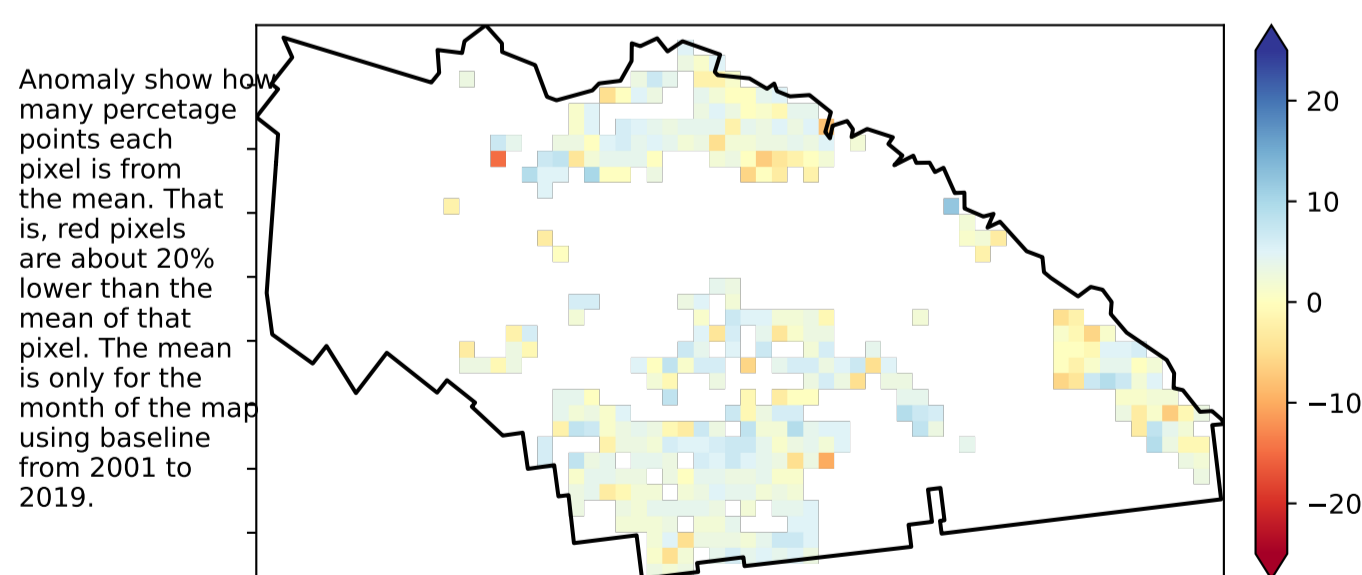 Anomaly show how
many percetage
points each
pixel is from
the mean. That
is, red pixels
are about 20%
lower than the
mean of that
pixel. The mean
is only for the
month of the map
using baseline
from 2001 to
2019.
20
10
0
−10
−20